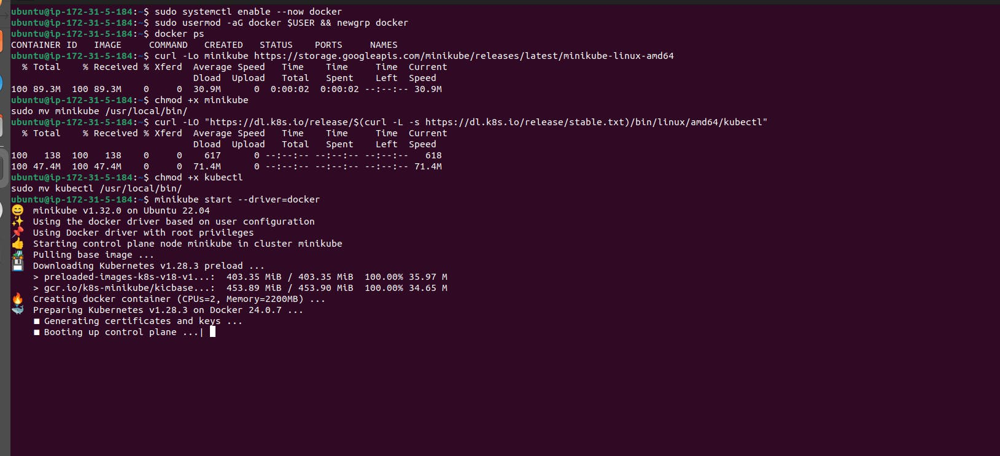 ubuntu@ip-172-31-5-184:~$ sudo systemctl enable --now docker
ubuntu@ip-172-31-5-184:~$ sudo usermod -aG docker $USER && newgrp docker
ubuntu@ip-172-31-5-184:~$ docker ps
CONTAINER ID   IMAGE     COMMAND   CREATED   STATUS    PORTS     NAMES
ubuntu@ip-172-31-5-184:~$ curl -Lo minikube https://storage.googleapis.com/minikube/releases/latest/minikube-linux-amd64
  % Total    % Received % Xferd  Average Speed   Time    Time     Time  Current
                                 Dload  Upload   Total   Spent    Left  Speed
100 89.3M  100 89.3M    0     0  30.9M      0  0:00:02  0:00:02 --:--:-- 30.9M
ubuntu@ip-172-31-5-184:~$ chmod +x minikube
sudo mv minikube /usr/local/bin/
ubuntu@ip-172-31-5-184:~$ curl -LO "https://dl.k8s.io/release/$(curl -L -s https://dl.k8s.io/release/stable.txt)/bin/linux/amd64/kubectl"
  % Total    % Received % Xferd  Average Speed   Time    Time     Time  Current
                                 Dload  Upload   Total   Spent    Left  Speed
100   138  100   138    0     0    617      0 --:--:-- --:--:-- --:--:--   618
100 47.4M  100 47.4M    0     0  71.4M      0 --:--:-- --:--:-- --:--:-- 71.4M
ubuntu@ip-172-31-5-184:~$ chmod +x kubectl
sudo mv kubectl /usr/local/bin/
ubuntu@ip-172-31-5-184:~$ minikube start --driver=docker
😄  minikube v1.32.0 on Ubuntu 22.04
✨  Using the docker driver based on user configuration
📌  Using Docker driver with root privileges
👍  Starting control plane node minikube in cluster minikube
🚜  Pulling base image ...
💾  Downloading Kubernetes v1.28.3 preload ...
    > preloaded-images-k8s-v18-v1...:  403.35 MiB / 403.35 MiB  100.00% 35.97 M
    > gcr.io/k8s-minikube/kicbase...:  453.89 MiB / 453.90 MiB  100.00% 34.65 M
🔥  Creating docker container (CPUs=2, Memory=2200MB) ...
🐳  Preparing Kubernetes v1.28.3 on Docker 24.0.7 ...
    ■ Generating certificates and keys ...
    ■ Booting up control plane ...|